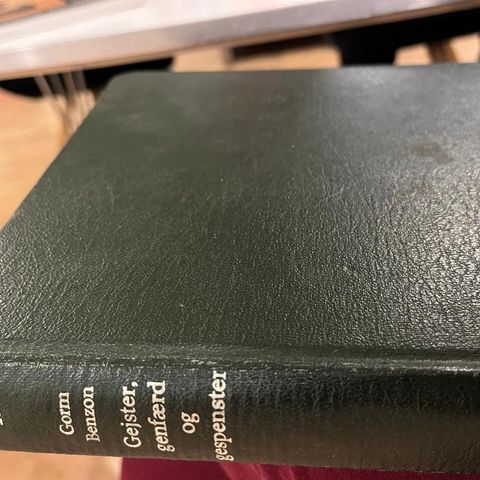 Gorm
Benzon
Gejster,
genfærd
og
gespenster